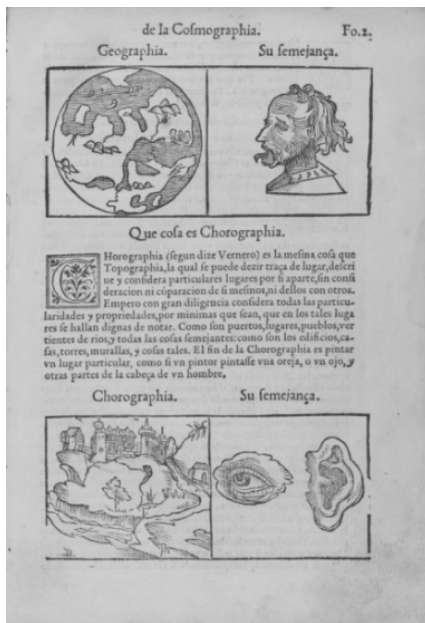 de la Cosmographia. Fo.2.
Geographia. Su semejança.
Que cosa es Chorographia.
CHorographia (segun dize Vernero) es la mesma cosa que
Topographia,la qual se puede dezir traça de lugar,descri
ue y considera particulares lugares por si aparte,sin consi
deracion ni cõparacion de si mesmos,ni dellos con otros.
Empero con gran diligencia considera todas las particu-
laridades y propriedades,por minimas que sean, que en los tales luga
res se hallan dignas de notar. Como son puertos,lugares,pueblos,ver
tientes de rios,y todas las cosas semejantes:como son los edificios,ca-
sas,torres,murallas, y cosas tales. El fin de la Chorographia es pintar
vn lugar particular, como si vn pintor pintasse vna oreja, o vn ojo,y
otras partes de la cabeça de vn hombre.
Chorographia. Su semejança.